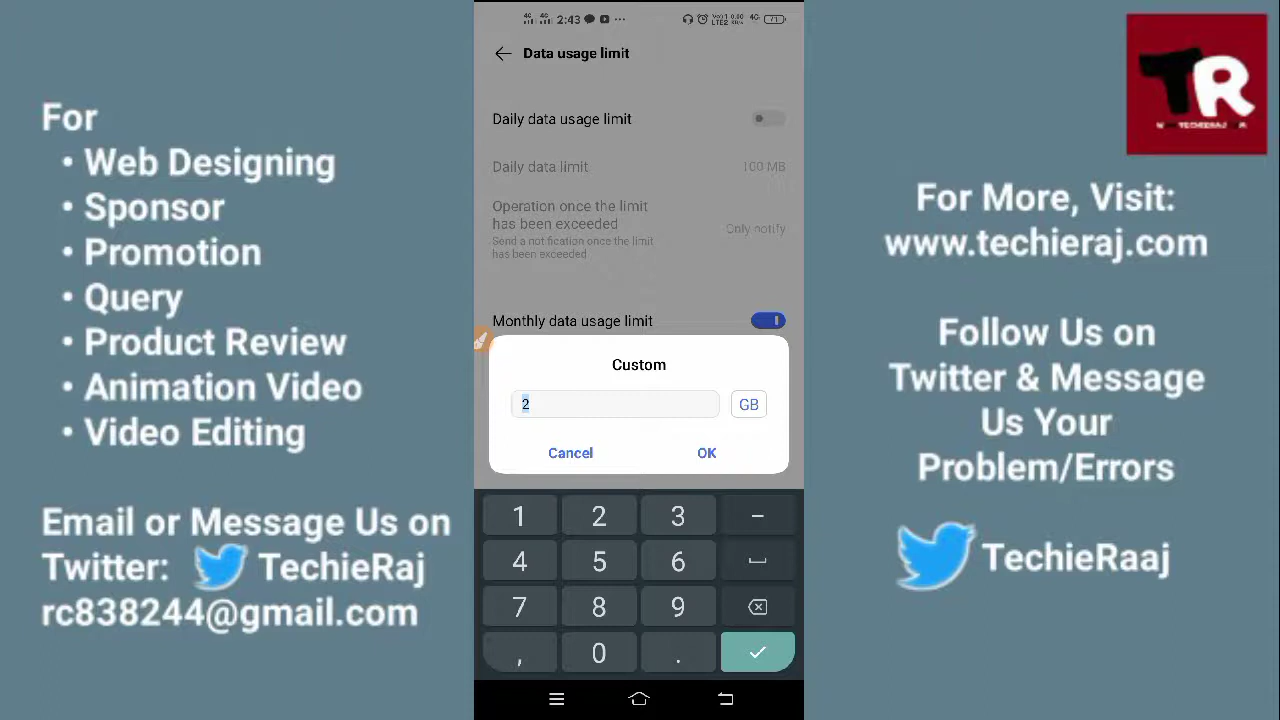 For
• Web Designing
• Sponsor
• Promotion
• Query
• Product Review
• Animation Video
• Video Editing
Email or Message Us on
Twitter: TechieRaj
rc838244@gmail.com
4G 4G 2:43 ··· 4G 71
Data usage limit
Daily data usage limit
Daily data limit 100 MB
Operation once the limit
has been exceeded
Only notify
Send a notification once the limit
has been exceeded
Monthly data usage limit
Custom
2 GB
Cancel OK
1 2 3 –
4 5 6
7 8 9
, 0 .
TR
For More, Visit:
www.techieraj.com
Follow Us on
Twitter & Message
Us Your
Problem/Errors
TechieRaaj